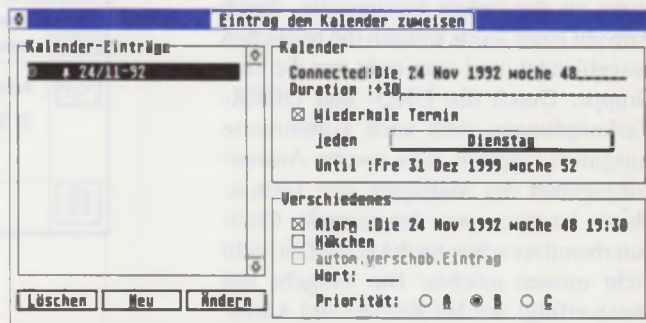 Eintrag dem Kalender zuweisen
Kalender-Einträge
24/11-92
Löschen
Neu
Ändern
Kalender
Connected:Die 24 Nov 1992 woche 48
Duration :+30
Wiederhole Termin
jeden Dienstag
Until :Fre 31 Dez 1999 woche 52
Verschiedenes
Alarm :Die 24 Nov 1992 woche 48 19:30
Häkchen
autom.verschob.Eintrag
Wort:
Priorität: A B C